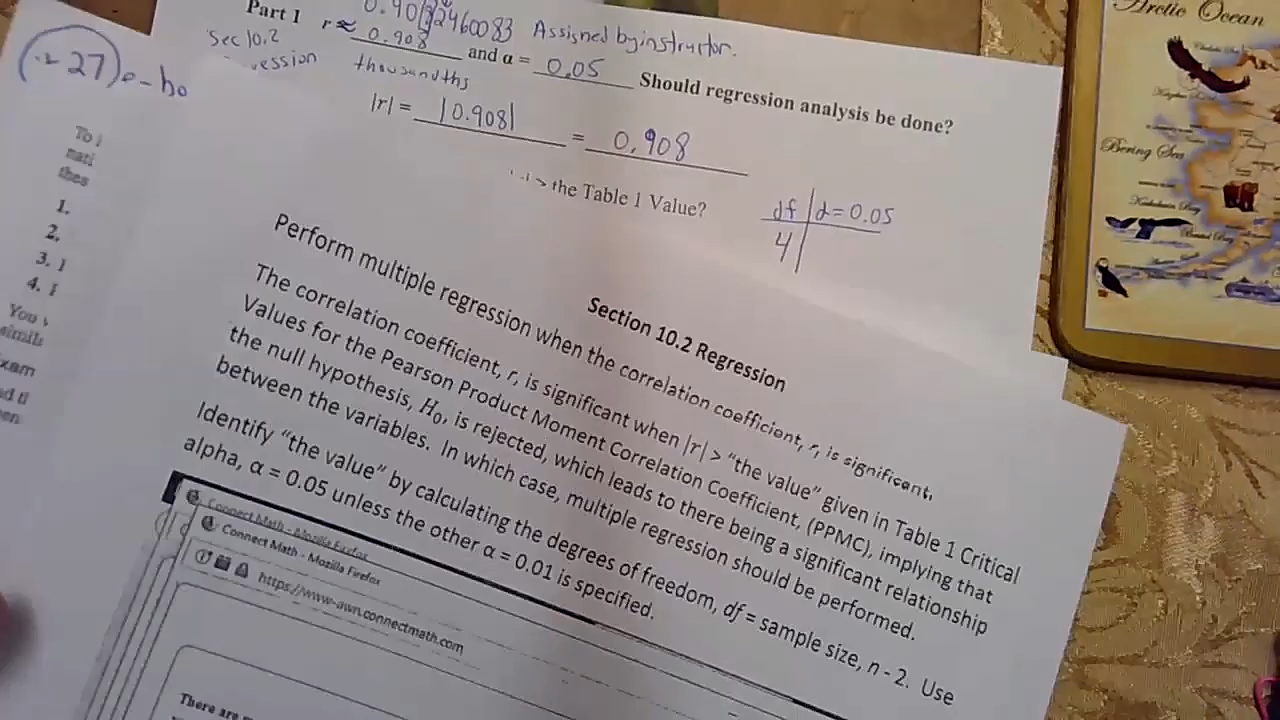 Part 1
Assigned by instructor.
r ≈ 0.908 and α = 0.05 Should regression analysis be done?
Sec 10.2
thousandths
|r| = |0.908| = 0.908
> the Table 1 Value?
df α = 0.05
4
Section 10.2 Regression
Perform multiple regression when the correlation coefficient, r, is significant.
The correlation coefficient, r, is significant when |r| > “the value” given in Table 1 Critical
Values for the Pearson Product Moment Correlation Coefficient, (PPMC), implying that
the null hypothesis, H₀, is rejected, which leads to there being a significant relationship
between the variables. In which case, multiple regression should be performed.
Identify “the value” by calculating the degrees of freedom, df = sample size, n - 2. Use
alpha, α = 0.05 unless the other α = 0.01 is specified.
Connect Math - Mozilla Firefox
Connect Math - Mozilla Firefox
https://www-awn.connectmath.com
There are
27)
1.
2.
3.
4.
You
Arctic Ocean
Bering Sea